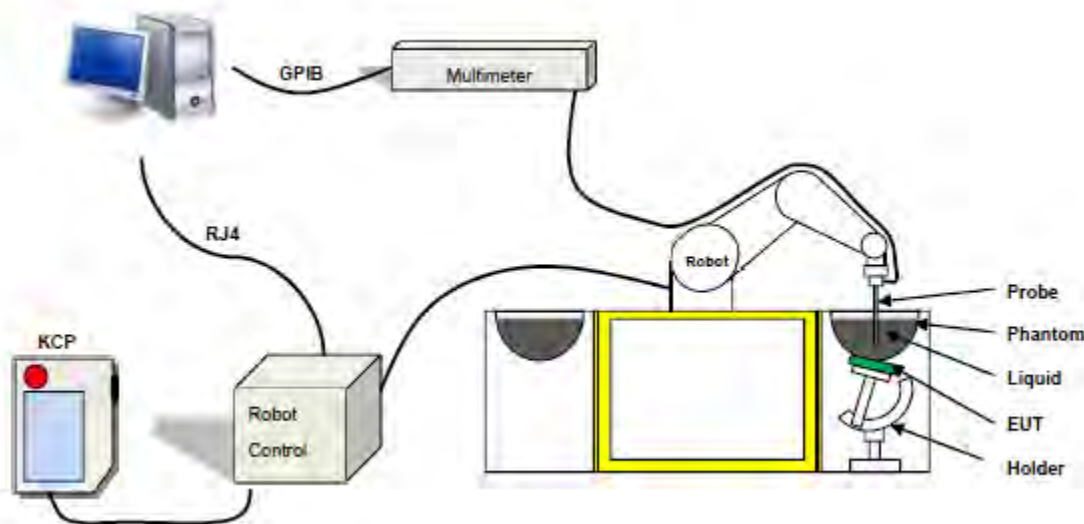 GPIB
Multimeter
RJ4
Robot
Probe
Phantom
KCP
Liquid
Robot
Control
EUT
Holder